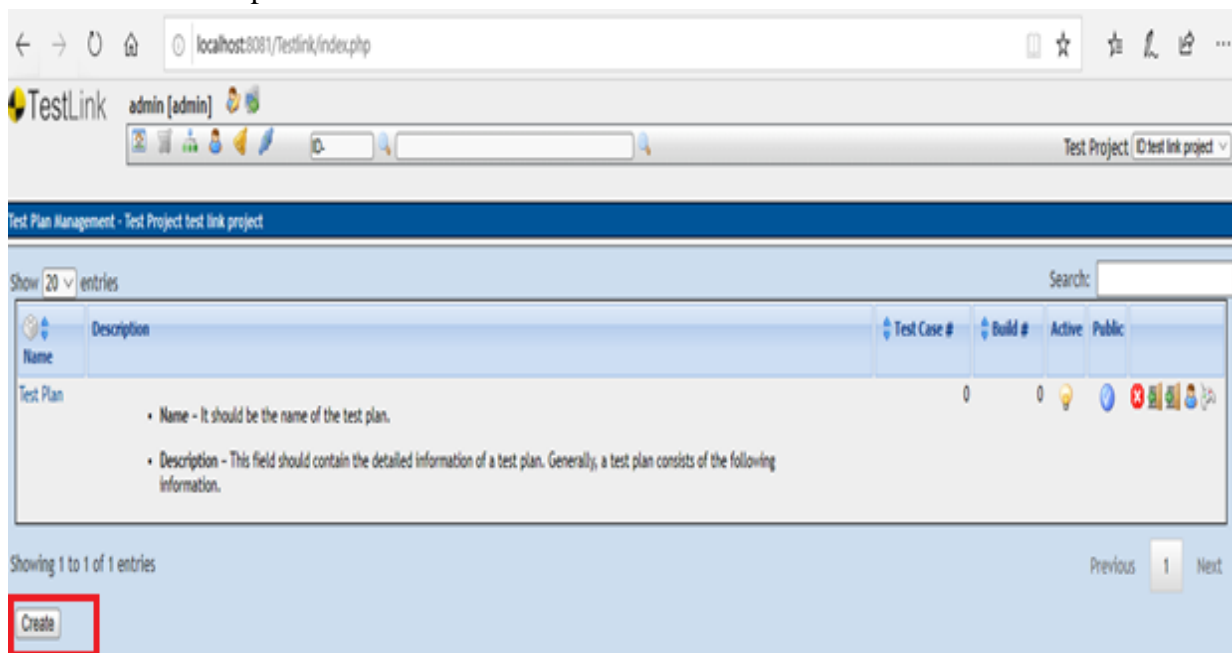 localhost:8081/Testlink/index.php
TestLink admin [admin]
ID- Test Project ID:test link project
Test Plan Management - Test Project test link project
Show 20 entries Search:
Name Description Test Case # Build # Active Public
Test Plan 0 0
• Name – It should be the name of the test plan.
• Description – This field should contain the detailed information of a test plan. Generally, a test plan consists of the following
information.
Showing 1 to 1 of 1 entries Previous 1 Next
Create